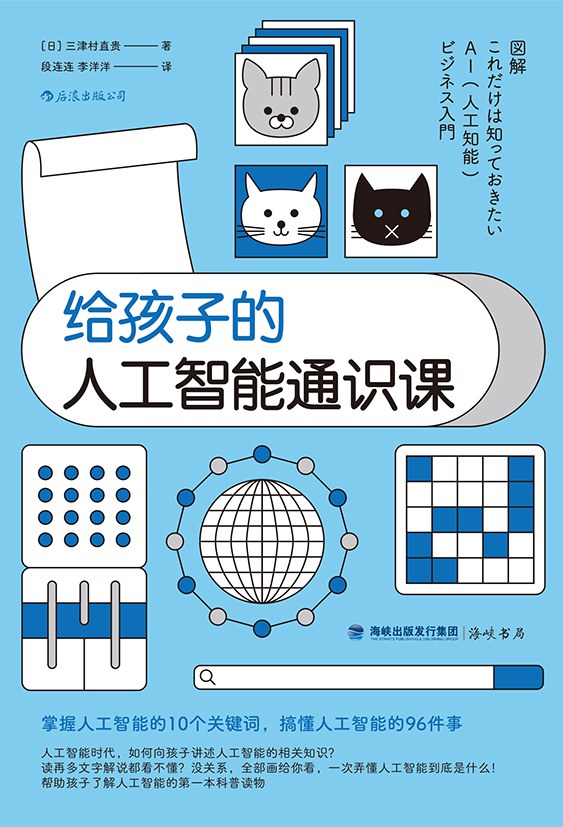 [日] 三津村直贵 —— 著
段连连 李洋洋 —— 译
后浪出版公司
図解
これだけは知っておきたい
AI(人工知能)
ビジネス入門
给孩子的
人工智能通识课
海峡出版发行集团 | 海峡书局
THE STRAITS PUBLISHING & DISTRIBUTING GROUP
掌握人工智能的10个关键词，搞懂人工智能的96件事
人工智能时代，如何向孩子讲述人工智能的相关知识？
读再多文字解说都看不懂？没关系，全部画给你看，一次弄懂人工智能到底是什么！
帮助孩子了解人工智能的第一本科普读物